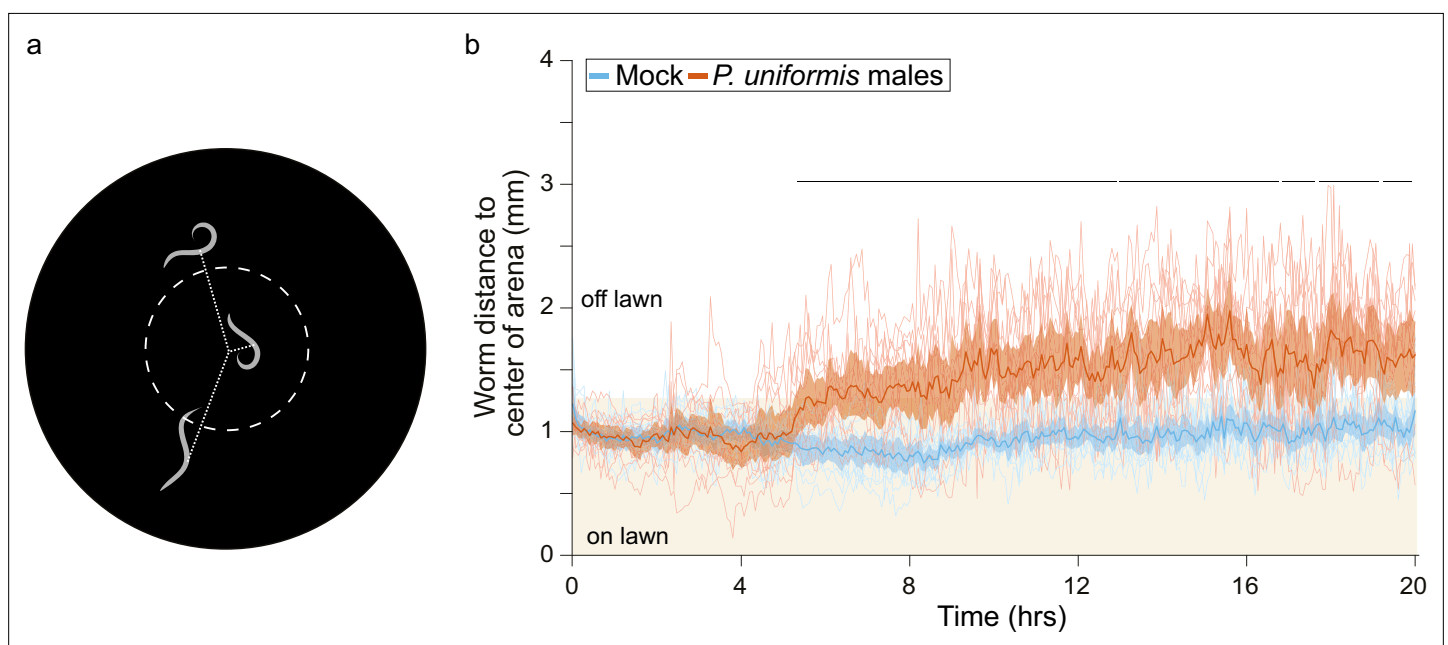 a
b
Mock P. uniformis males
4
3
2
1
0
Worm distance to
center of arena (mm)
off lawn
on lawn
0 4 8 12 16 20
Time (hrs)